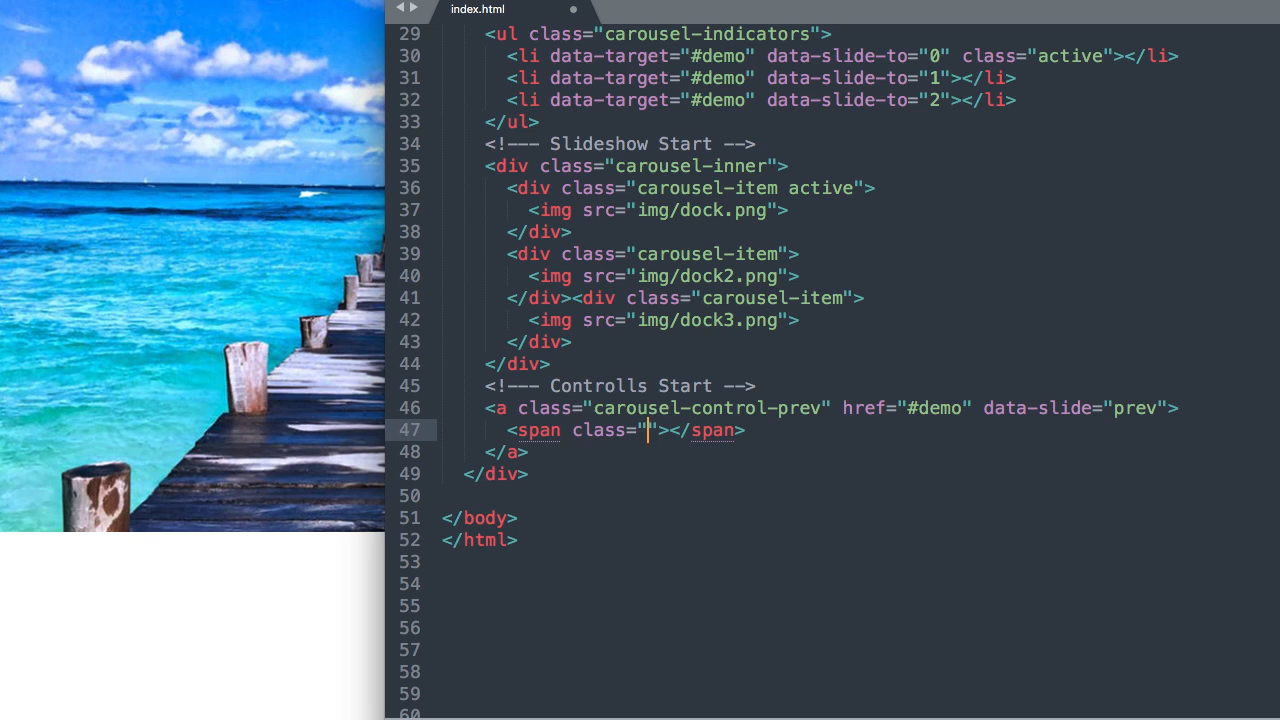 index.html
29 <ul class="carousel-indicators">
30 <li data-target="#demo" data-slide-to="0" class="active"></li>
31 <li data-target="#demo" data-slide-to="1"></li>
32 <li data-target="#demo" data-slide-to="2"></li>
33 </ul>
34 <!--- Slideshow Start -->
35 <div class="carousel-inner">
36 <div class="carousel-item active">
37 <img src="img/dock.png">
38 </div>
39 <div class="carousel-item">
40 <img src="img/dock2.png">
41 </div><div class="carousel-item">
42 <img src="img/dock3.png">
43 </div>
44 </div>
45 <!--- Controlls Start -->
46 <a class="carousel-control-prev" href="#demo" data-slide="prev">
47 <span class=""></span>
48 </a>
49 </div>
50
51 </body>
52 </html>
53
54
55
56
57
58
59
60